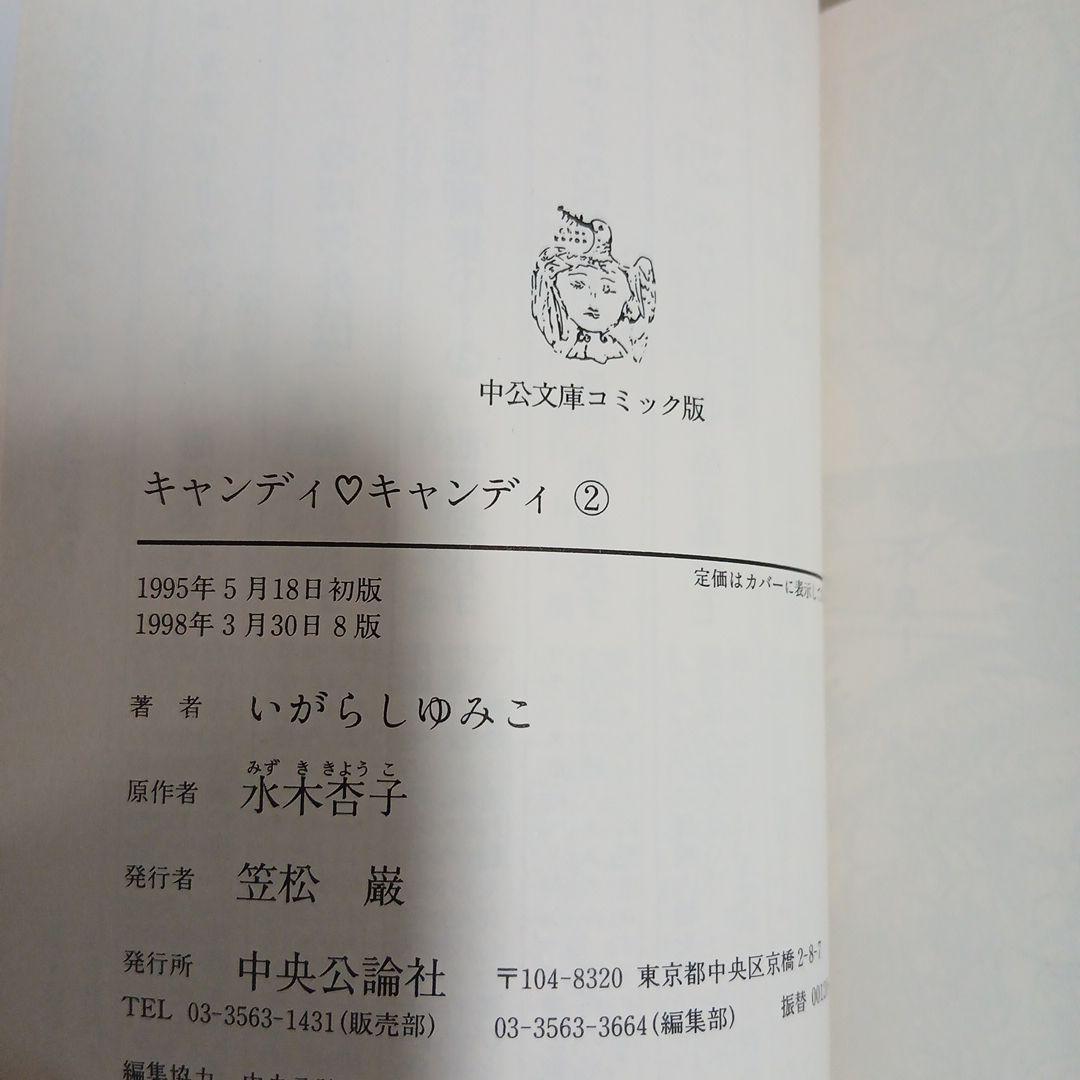 中公文庫コミック版
キャンディ♡キャンディ ②
定価はカバーに表示し
1995年5月18日初版
1998年3月30日8版
著者 いがらしゆみこ
みずききようこ
原作者 水木杏子
発行者 笠松 巌
発行所 中央公論社 〒104-8320 東京都中央区京橋2-8-7
TEL 03-3563-1431(販売部) 03-3563-3664(編集部) 振替
編集協力